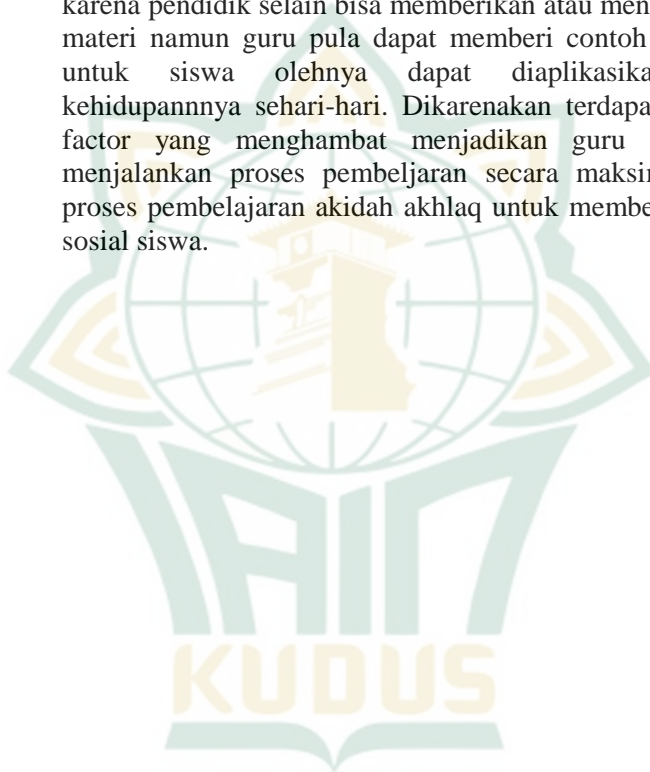 karena pendidik selain bisa memberikan atau men
materi namun guru pula dapat memberi contoh
untuk siswa olehnya dapat diaplikasika
kehidupannnya sehari-hari. Dikarenakan terdapa
factor yang menghambat menjadikan guru
menjalankan proses pembeljaran secara maksi
proses pembelajaran akidah akhlaq untuk membe
sosial siswa.
IAIN
KUDUS